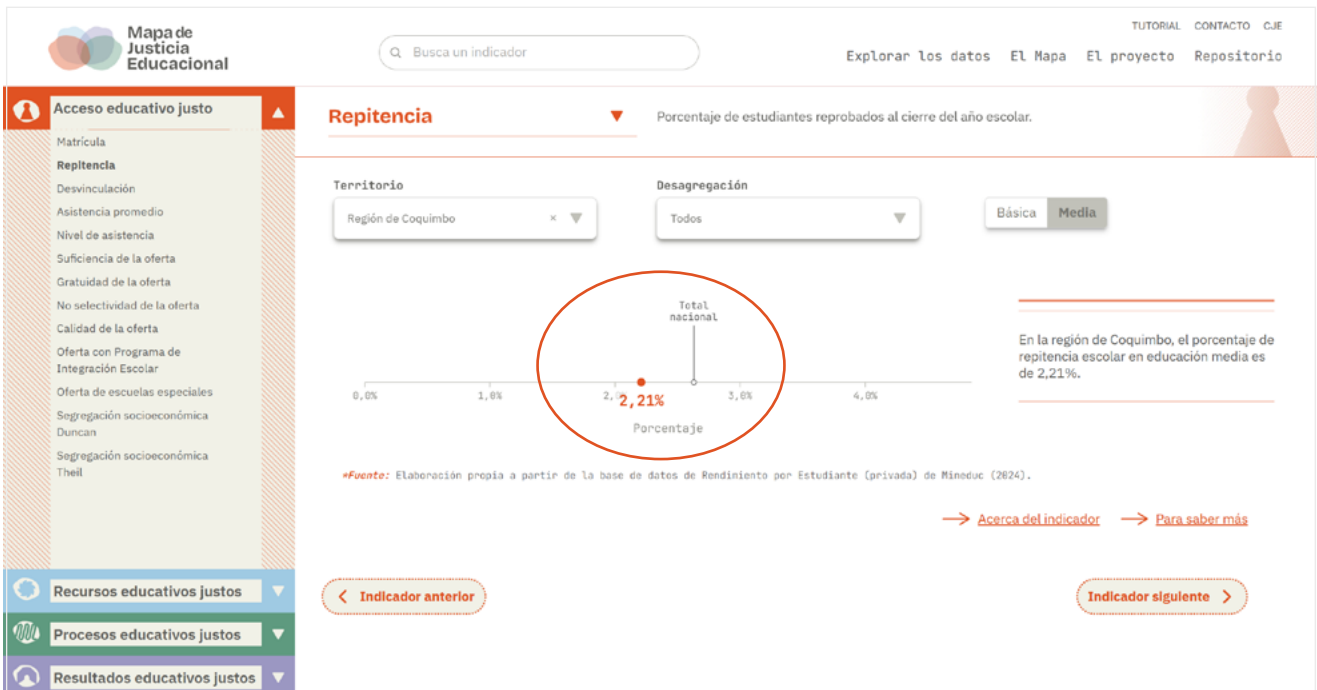 Mapa de
Justicia
Educacional
Busca un indicador
TUTORIAL CONTACTO CJE
Explorar los datos El Mapa El proyecto Repositorio
Acceso educativo justo
Matrícula
Repitencia
Desvinculación
Asistencia promedio
Nivel de asistencia
Suficiencia de la oferta
Gratuidad de la oferta
No selectividad de la oferta
Calidad de la oferta
Oferta con Programa de
Integración Escolar
Oferta de escuelas especiales
Segregación socioeconómica
Duncan
Segregación socioeconómica
Theil
Recursos educativos justos
Procesos educativos justos
Resultados educativos justos
Repitencia
Porcentaje de estudiantes reprobados al cierre del año escolar.
Territorio
Región de Coquimbo ×
Desagregación
Todos
Básica Media
Total
nacional
0,0% 1,0% 2, 3,0% 4,0%
2,21%
Porcentaje
En la región de Coquimbo, el porcentaje de
repitencia escolar en educación media es
de 2,21%.
*Fuente: Elaboración propia a partir de la base de datos de Rendimiento por Estudiante (privada) de Mineduc (2024).
Acerca del indicador Para saber más
Indicador anterior
Indicador siguiente